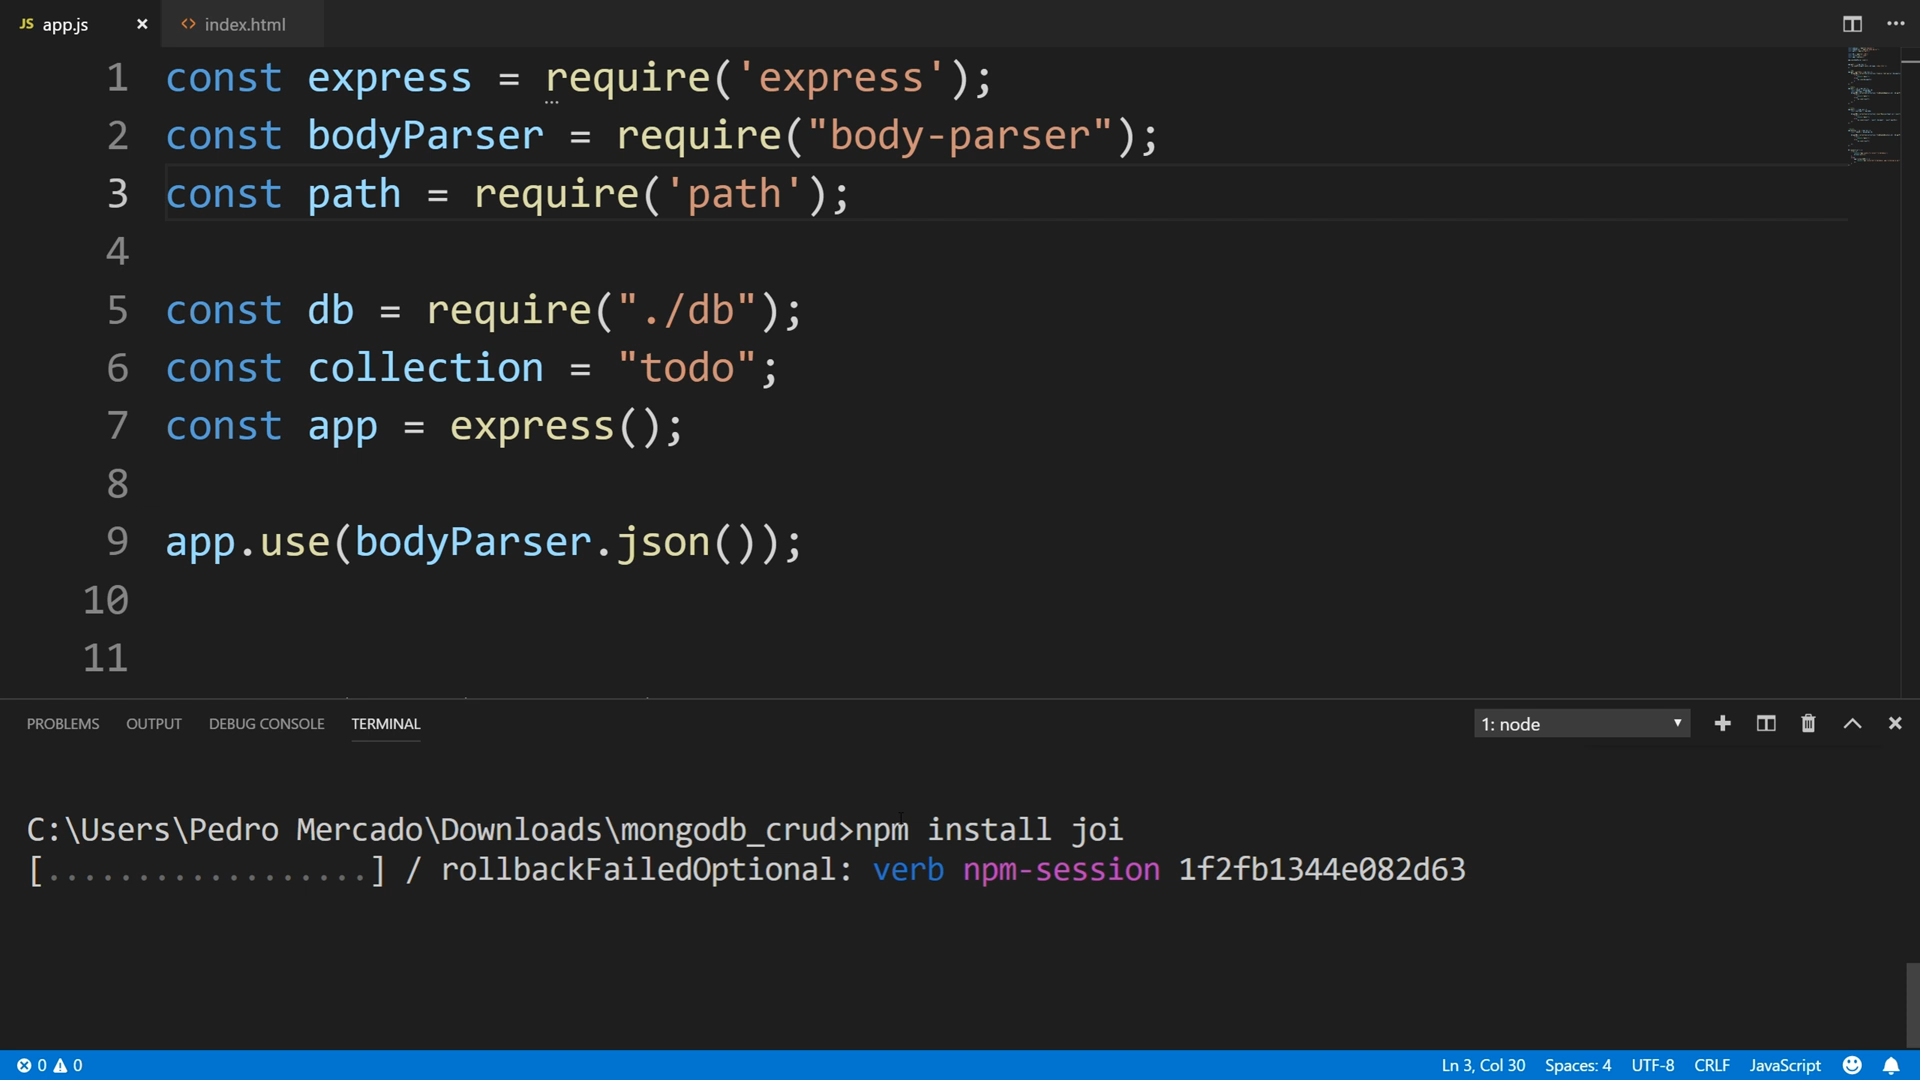 JS app.js × <> index.html ...
1 const express = require('express');
2 const bodyParser = require("body-parser");
3 const path = require('path');
4
5 const db = require("./db");
6 const collection = "todo";
7 const app = express();
8
9 app.use(bodyParser.json());
10
11
PROBLEMS OUTPUT DEBUG CONSOLE TERMINAL 1: node
C:\Users\Pedro Mercado\Downloads\mongodb_crud>npm install joi
[..................] / rollbackFailedOptional: verb npm-session 1f2fb1344e082d63
0 0 Ln 3, Col 30 Spaces: 4 UTF-8 CRLF JavaScript